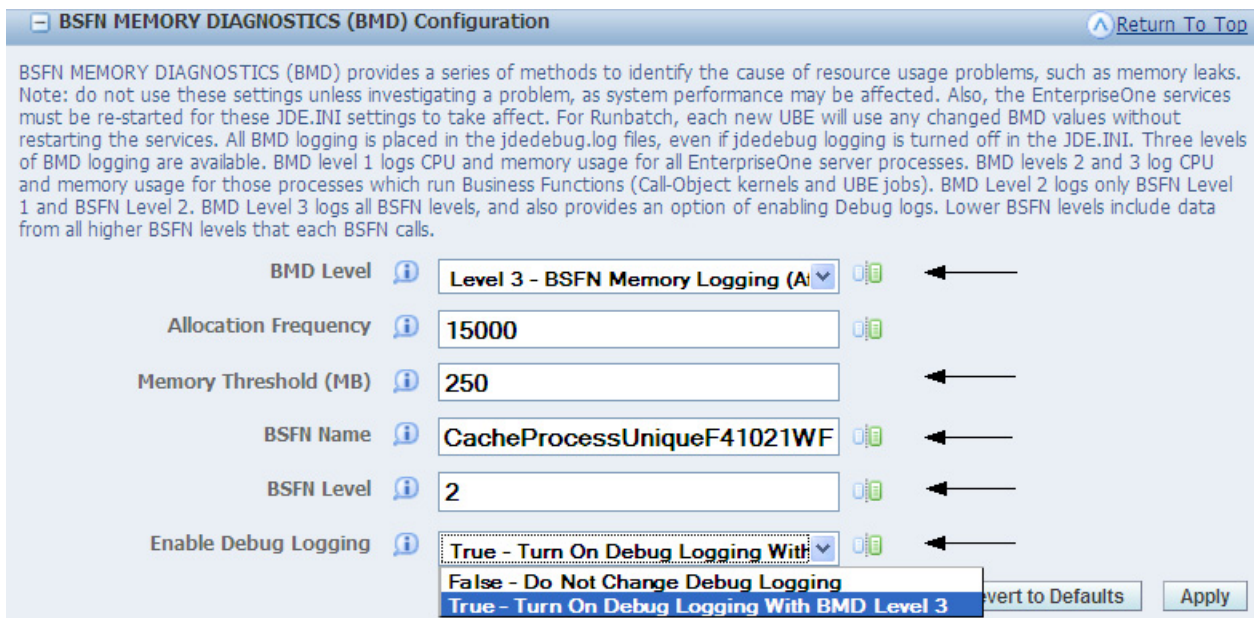 BSFN MEMORY DIAGNOSTICS (BMD) Configuration
Return To Top
BSFN MEMORY DIAGNOSTICS (BMD) provides a series of methods to identify the cause of resource usage problems, such as memory leaks.
Note: do not use these settings unless investigating a problem, as system performance may be affected. Also, the EnterpriseOne services
must be re-started for these JDE.INI settings to take affect. For Runbatch, each new UBE will use any changed BMD values without
restarting the services. All BMD logging is placed in the jdedebug.log files, even if jdedebug logging is turned off in the JDE.INI. Three levels
of BMD logging are available. BMD level 1 logs CPU and memory usage for all EnterpriseOne server processes. BMD levels 2 and 3 log CPU
and memory usage for those processes which run Business Functions (Call-Object kernels and UBE jobs). BMD Level 2 logs only BSFN Level
1 and BSFN Level 2. BMD Level 3 logs all BSFN levels, and also provides an option of enabling Debug logs. Lower BSFN levels include data
from all higher BSFN levels that each BSFN calls.
BMD Level Level 3 - BSFN Memory Logging
Allocation Frequency 15000
Memory Threshold (MB) 250
BSFN Name CacheProcessUniqueF41021WF
BSFN Level 2
Enable Debug Logging True - Turn On Debug Logging
False - Do Not Change Debug Logging
True - Turn On Debug Logging With BMD Level 3
to Defaults
Apply